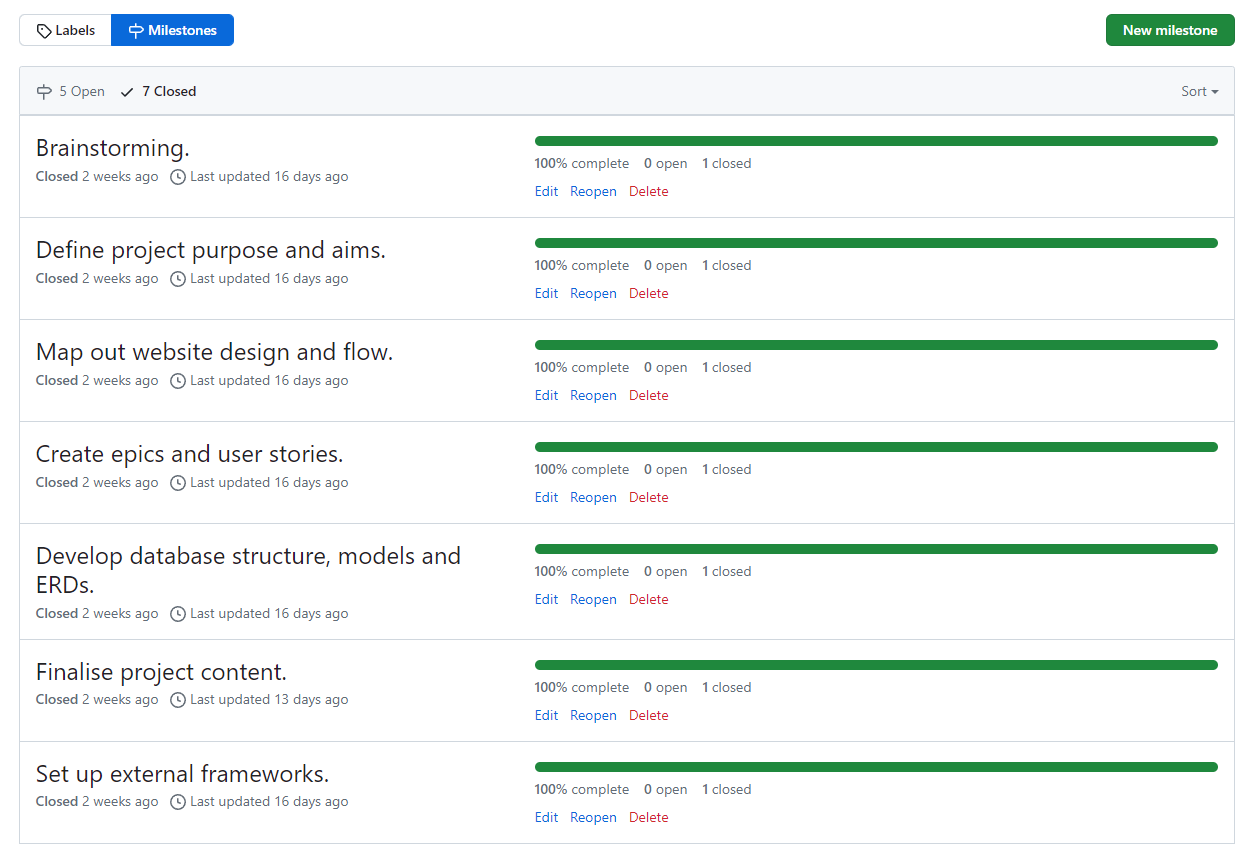 Labels Milestones New milestone
5 Open 7 Closed Sort
Brainstorming.
Closed 2 weeks ago Last updated 16 days ago
100% complete 0 open 1 closed
Edit Reopen Delete
Define project purpose and aims.
Closed 2 weeks ago Last updated 16 days ago
100% complete 0 open 1 closed
Edit Reopen Delete
Map out website design and flow.
Closed 2 weeks ago Last updated 16 days ago
100% complete 0 open 1 closed
Edit Reopen Delete
Create epics and user stories.
Closed 2 weeks ago Last updated 16 days ago
100% complete 0 open 1 closed
Edit Reopen Delete
Develop database structure, models and
ERDs.
Closed 2 weeks ago Last updated 16 days ago
100% complete 0 open 1 closed
Edit Reopen Delete
Finalise project content.
Closed 2 weeks ago Last updated 13 days ago
100% complete 0 open 1 closed
Edit Reopen Delete
Set up external frameworks.
Closed 2 weeks ago Last updated 16 days ago
100% complete 0 open 1 closed
Edit Reopen Delete